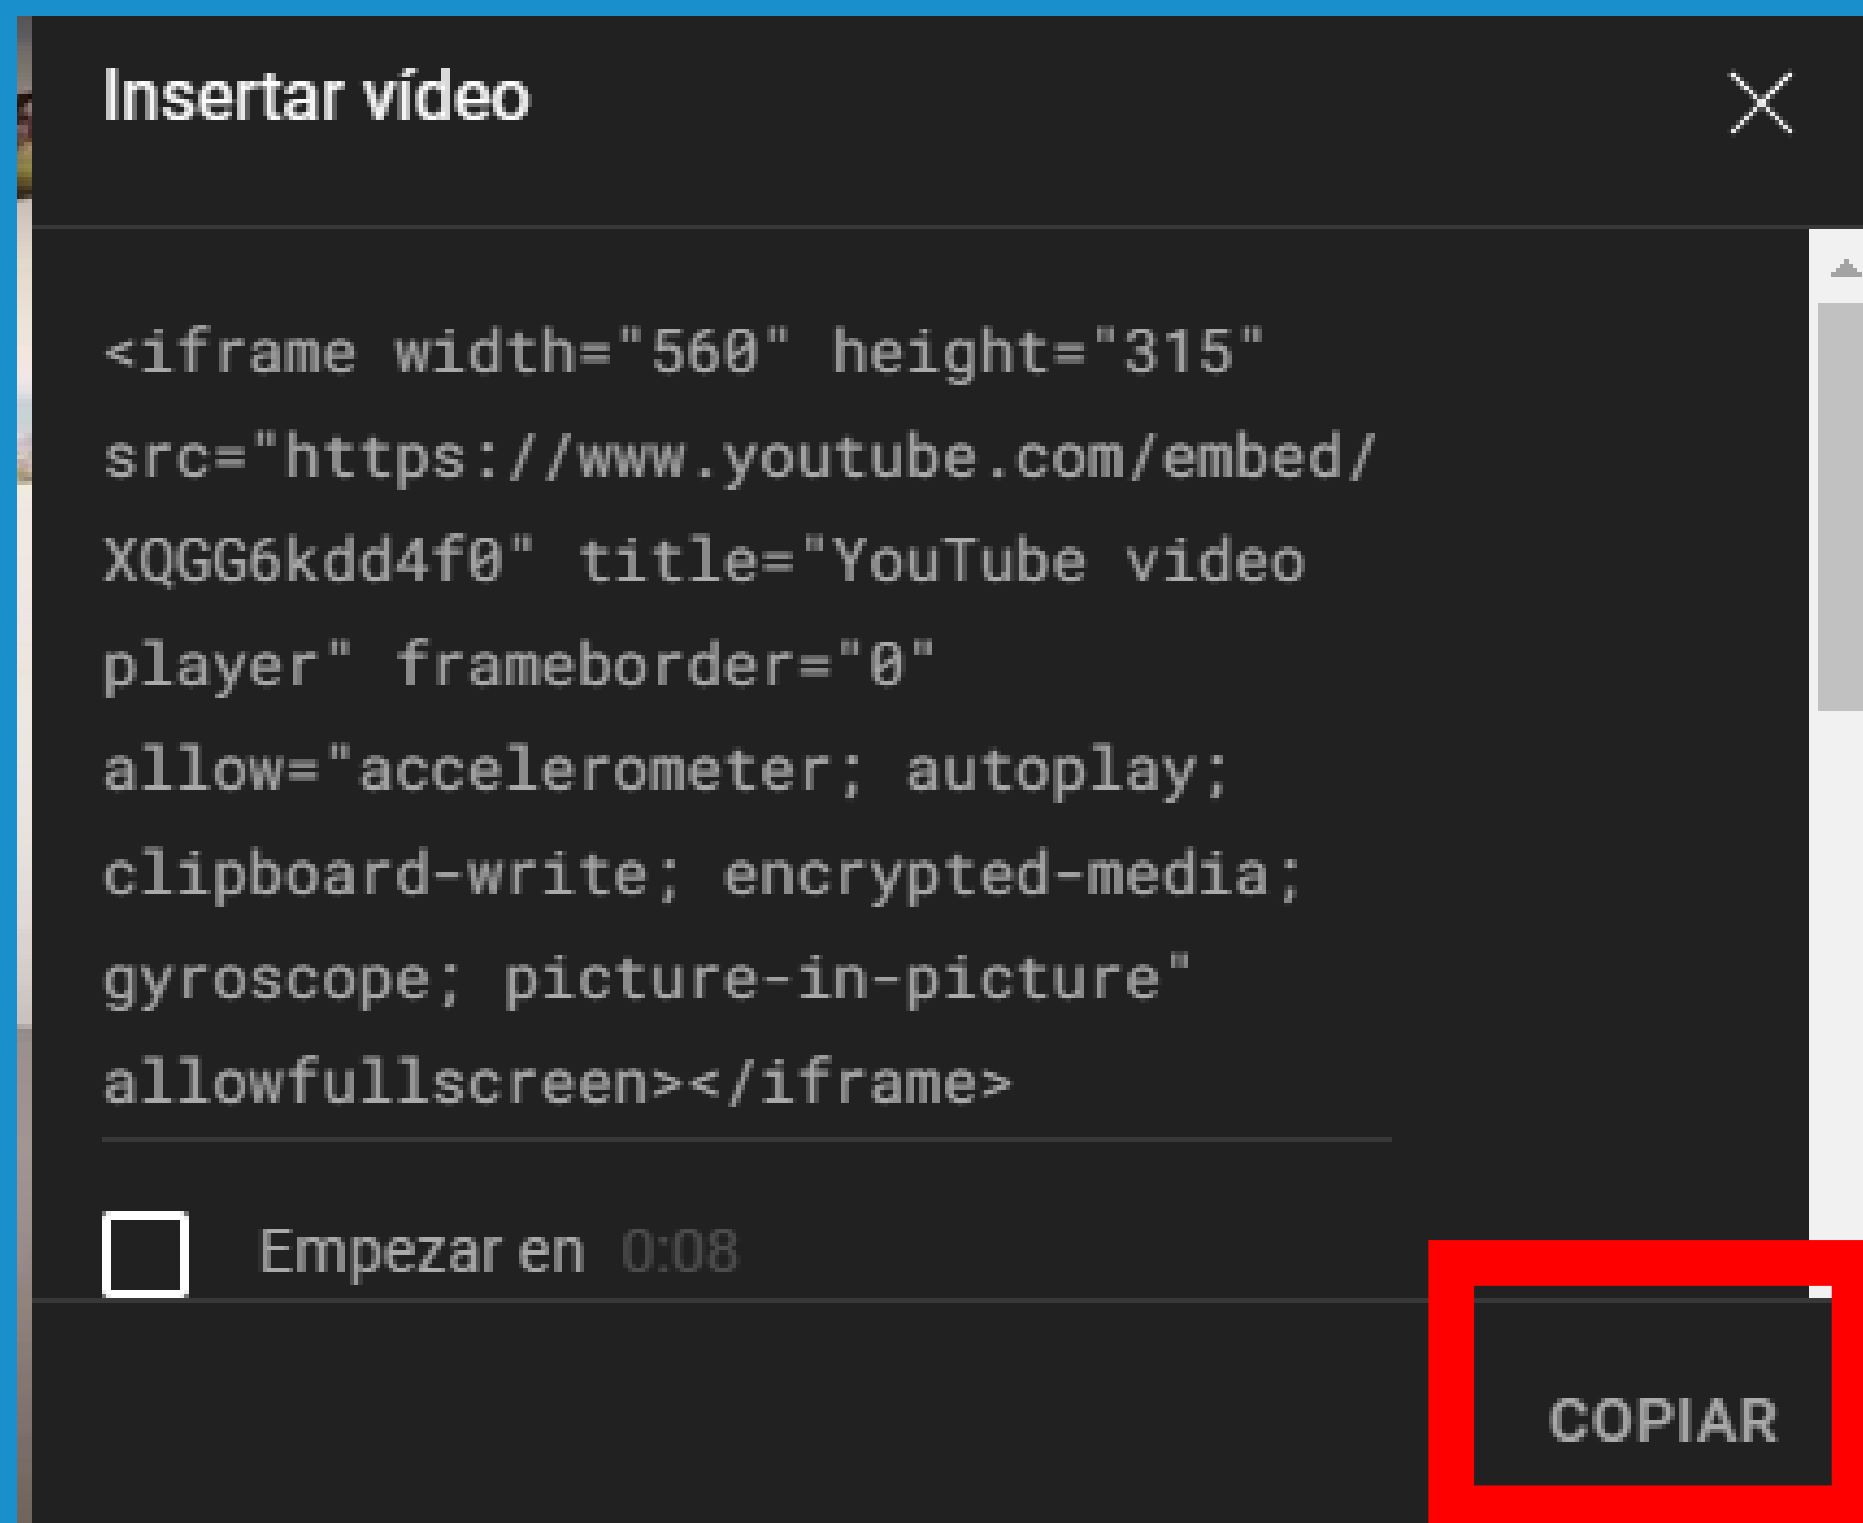 Insertar vídeo
<iframe width="560" height="315"
src="https://www.youtube.com/embed/
XQGG6kdd4f0" title="YouTube video
player" frameborder="0"
allow="accelerometer; autoplay;
clipboard-write; encrypted-media;
gyroscope; picture-in-picture"
allowfullscreen></iframe>
Empezar en 0:08
COPIAR